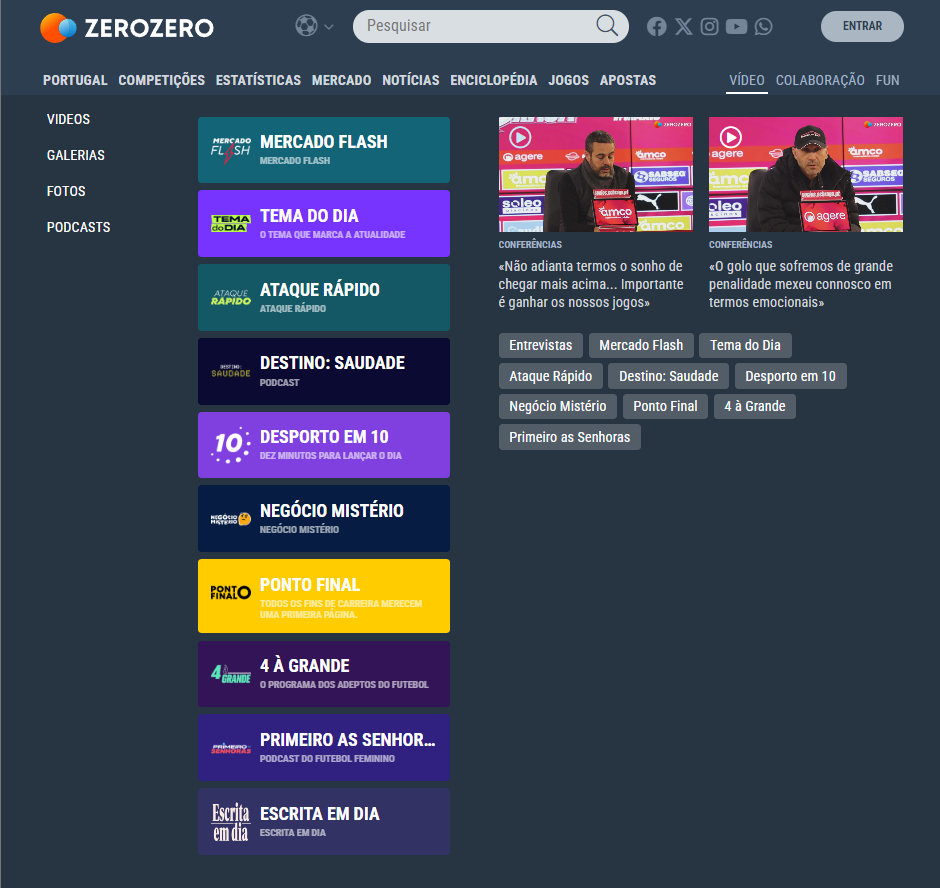 ZEROZERO
Pesquisar
ENTRAR
PORTUGAL COMPETIÇÕES ESTATÍSTICAS MERCADO NOTÍCIAS ENCICLOPÉDIA JOGOS APOSTAS VÍDEO COLABORAÇÃO FUN
VIDEOS
GALERIAS
FOTOS
PODCASTS
MERCADO
FLASH
MERCADO FLASH
MERCADO FLASH
TEMA
doDIA
TEMA DO DIA
O TEMA QUE MARCA A ATUALIDADE
ATAQUE
RÁPIDO
ATAQUE RÁPIDO
ATAQUE RÁPIDO
DESTINO:
SAUDADE
DESTINO: SAUDADE
PODCAST
10
DESPORTO EM 10
DEZ MINUTOS PARA LANÇAR O DIA
NEGÓCIO
MISTÉRIO
NEGÓCIO MISTÉRIO
NEGÓCIO MISTÉRIO
PONTO
FINAL
PONTO FINAL
TODOS OS FINS DE CARREIRA MERECEM
UMA PRIMEIRA PÁGINA.
4 À
GRANDE
4 À GRANDE
O PROGRAMA DOS ADEPTOS DO FUTEBOL
PRIMEIRO AS
SENHORAS
PRIMEIRO AS SENHOR...
PODCAST DO FUTEBOL FEMININO
Escrita
em dia
ESCRITA EM DIA
ESCRITA EM DIA
ZEROZERO
agere
amco
SABSEG
SEGUROS
soleo
amco
CONFERÊNCIAS
«Não adianta termos o sonho de
chegar mais acima... Importante
é ganhar os nossos jogos»
ZEROZERO
agere
amco
SABSEG
SEGUROS
oleo
agere
CONFERÊNCIAS
«O golo que sofremos de grande
penalidade mexeu connosco em
termos emocionais»
Entrevistas Mercado Flash Tema do Dia
Ataque Rápido Destino: Saudade Desporto em 10
Negócio Mistério Ponto Final 4 à Grande
Primeiro as Senhoras